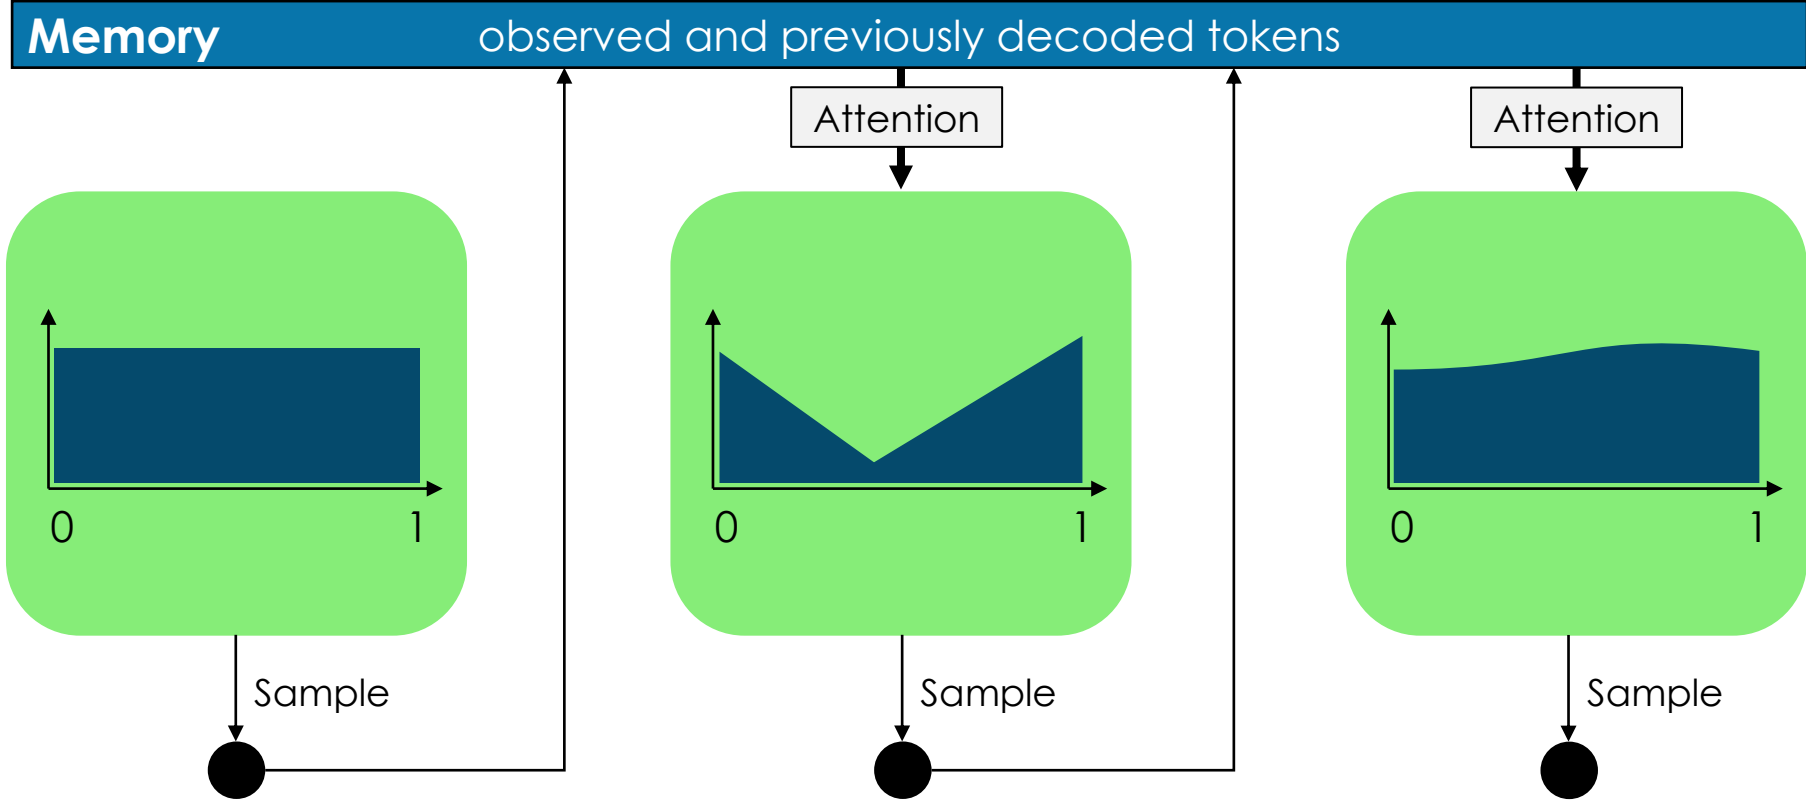 Memory observed and previously decoded tokens
Attention Attention
0 1 0 1 0 1
Sample Sample Sample